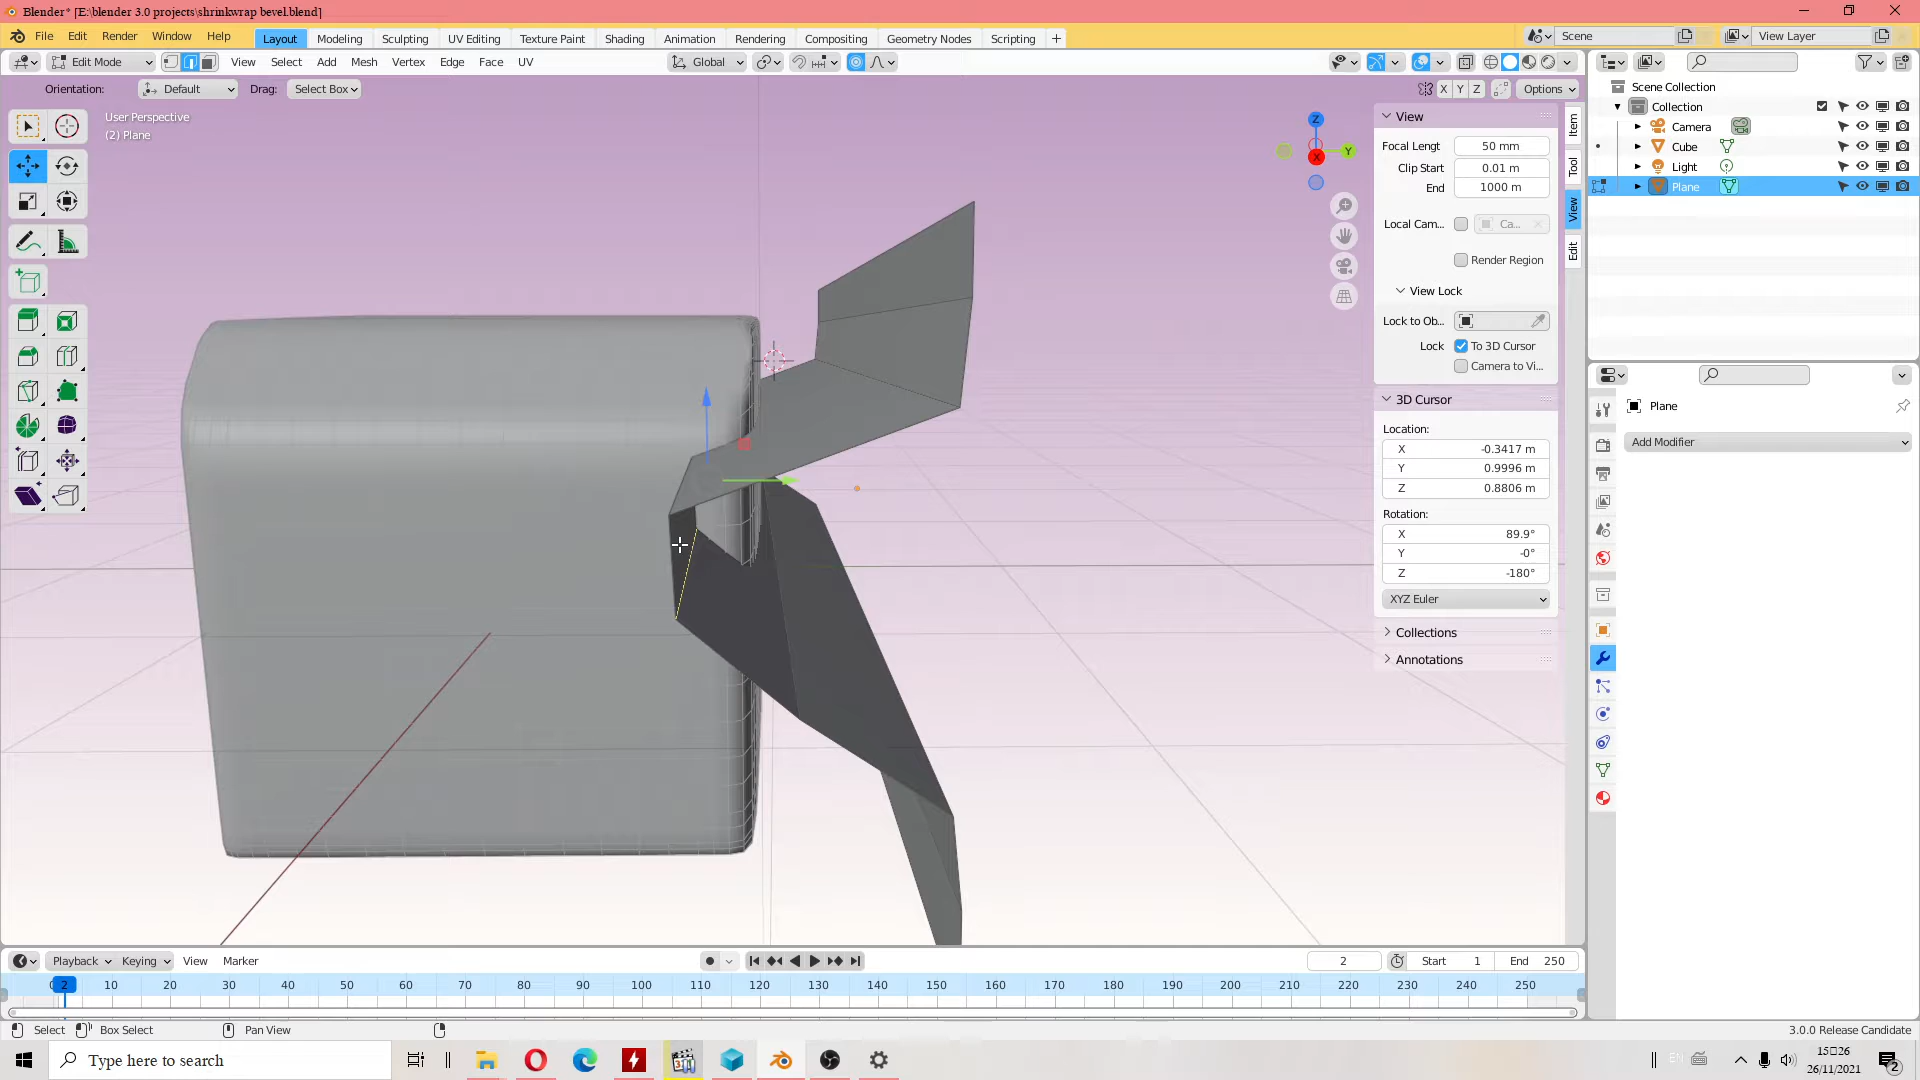 Blender* [E:\blender 3.0 projects\shrinkwrap bevel.blend]
File Edit Render Window Help Layout Modeling Sculpting UV Editing Texture Paint Shading Animation Rendering Compositing Geometry Nodes Scripting + Scene View Layer
Edit Mode View Select Add Mesh Vertex Edge Face UV Global
Orientation: Default Drag: Select Box X Y Z Options
User Perspective
(2) Plane
Z
Y
X
View
Focal Lengt 50 mm
Clip Start 0.01 m
End 1000 m
Local Cam... Ca...
Render Region
View Lock
Lock to Ob...
Lock To 3D Cursor
Camera to Vi...
3D Cursor
Location:
X -0.3417 m
Y 0.9996 m
Z 0.8806 m
Rotation:
X 89.9°
Y -0°
Z -180°
XYZ Euler
Collections
Annotations
Item
Tool
View
Edit
Scene Collection
Collection
Camera
Cube
Light
Plane
Plane
Add Modifier
Playback Keying View Marker 2 Start 1 End 250
2 10 20 30 40 50 60 70 80 90 100 110 120 130 140 150 160 170 180 190 200 210 220 230 240 250
Select Box Select Pan View 3.0.0 Release Candidate
Type here to search
EN
15:26
26/11/2021
2